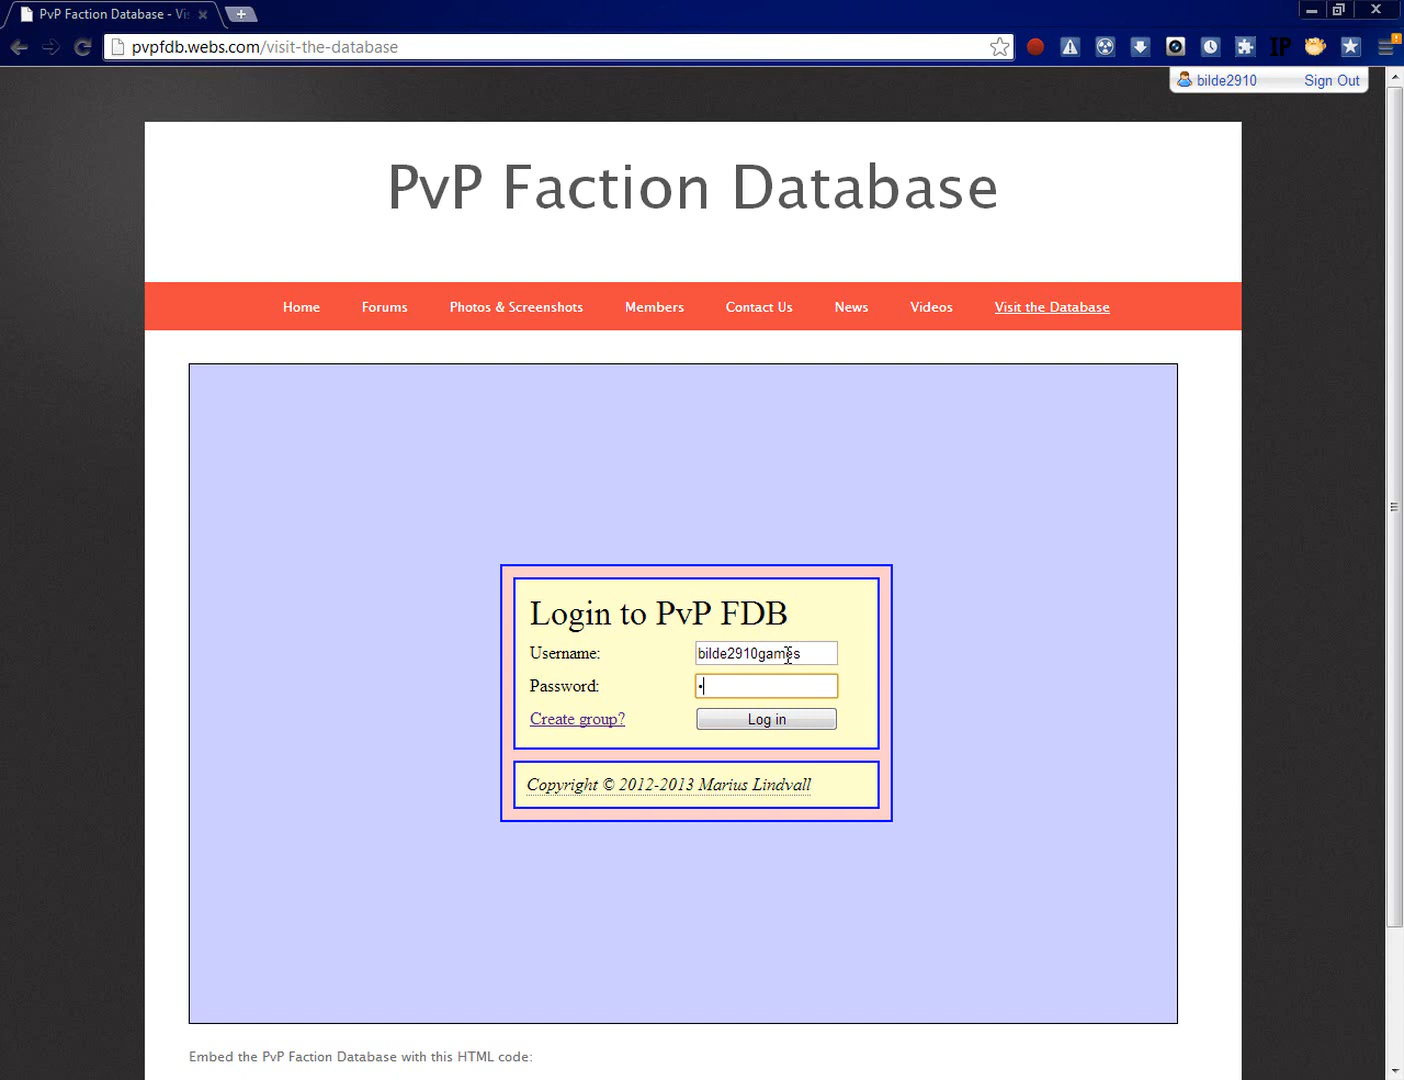 PvP Faction Database - Vis
pvpfdb.webs.com/visit-the-database
IP
bilde2910 Sign Out
PvP Faction Database
Home Forums Photos & Screenshots Members Contact Us News Videos Visit the Database
Login to PvP FDB
Username: bilde2910games
Password:
Create group? Log in
Copyright © 2012-2013 Marius Lindvall
Embed the PvP Faction Database with this HTML code: